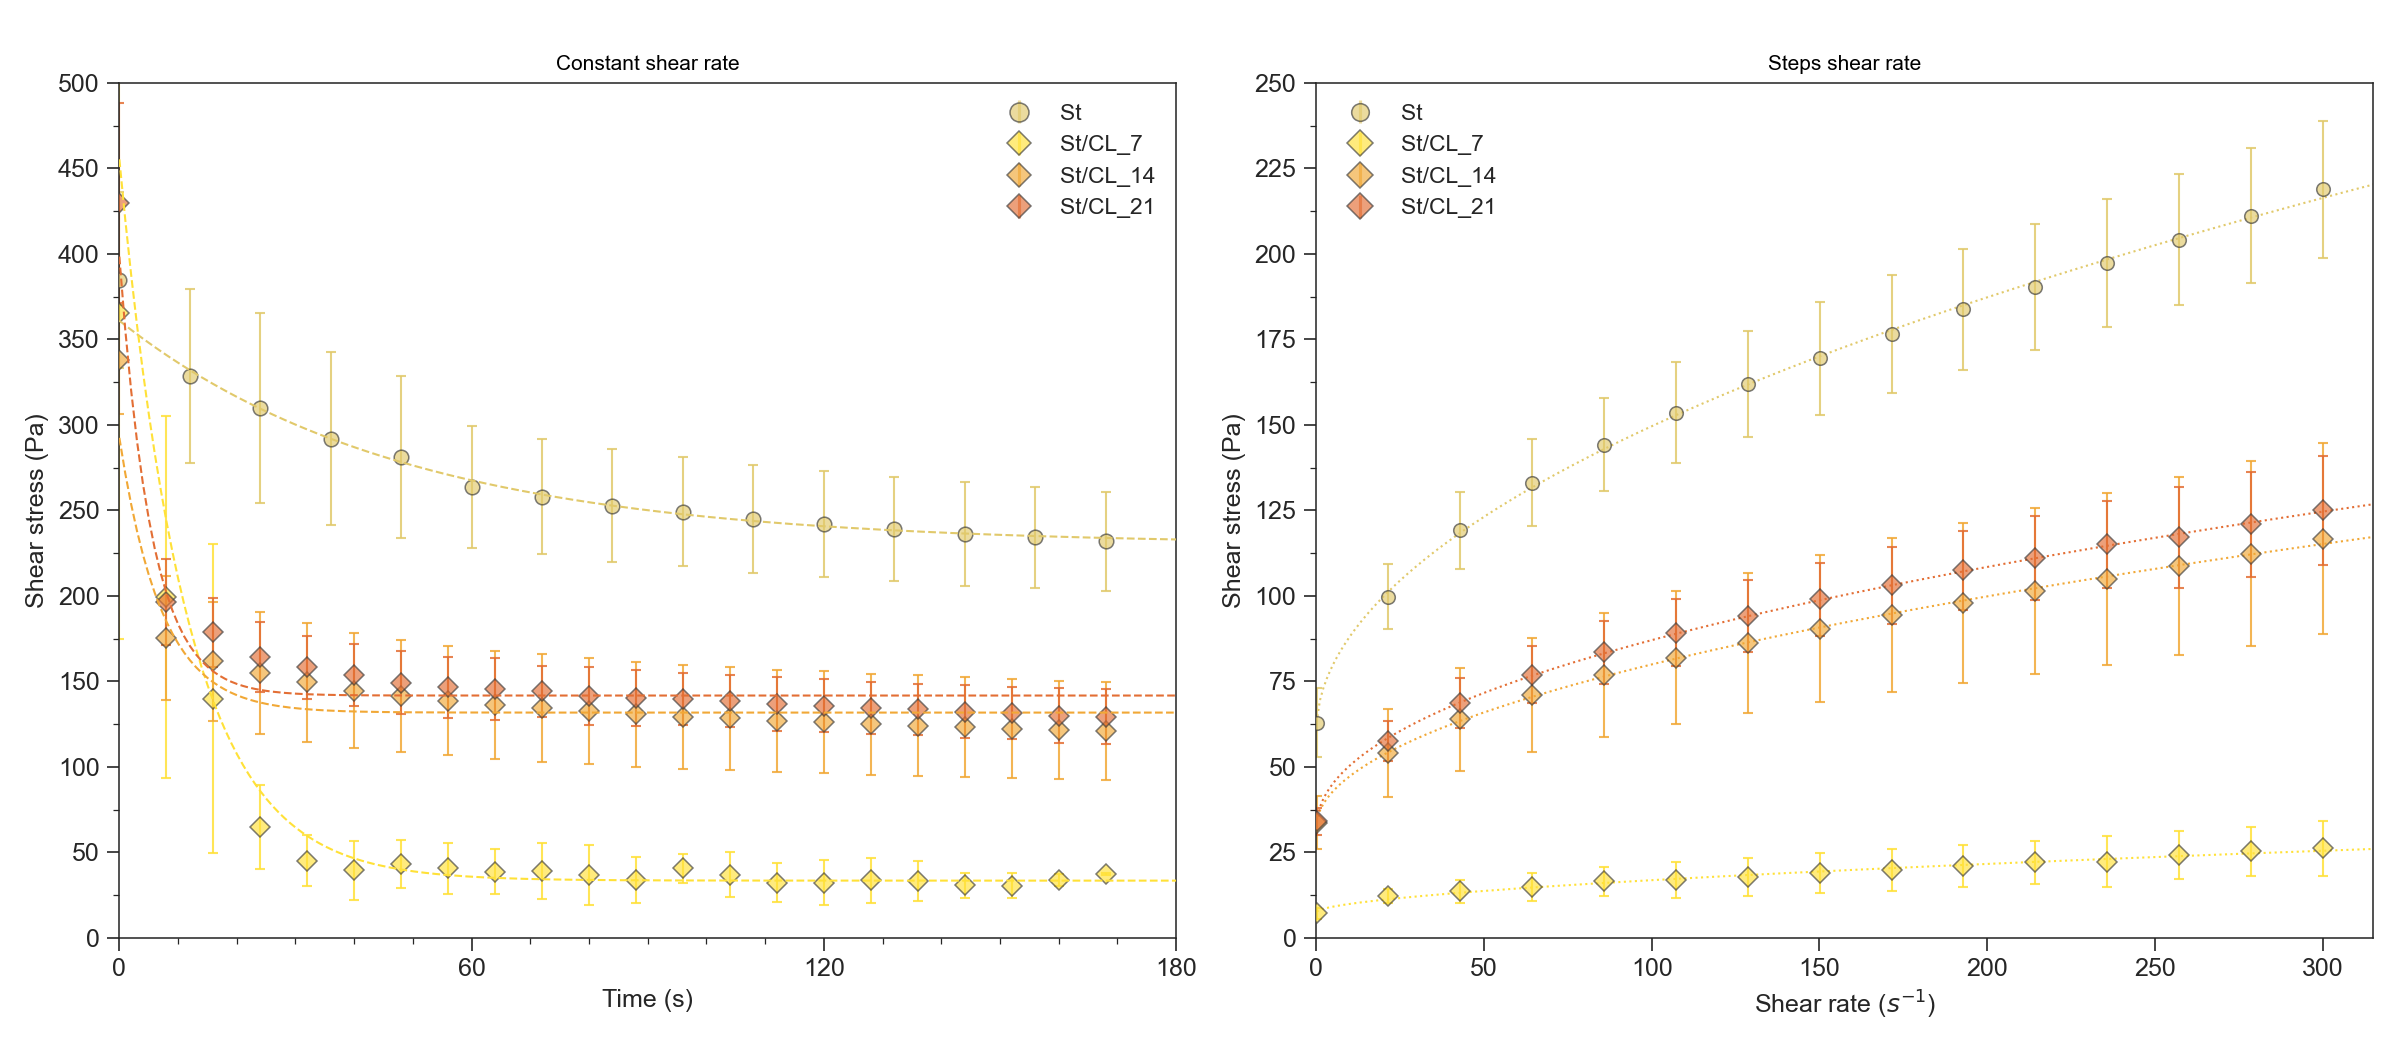 Constant shear rate
500
450
400
350
300
250
200
150
100
50
0
Shear stress (Pa)
St
St/CL_7
St/CL_14
St/CL_21
0 60 120 180
Time (s)
Steps shear rate
250
225
200
175
150
125
100
75
50
25
0
Shear stress (Pa)
St
St/CL_7
St/CL_14
St/CL_21
0 50 100 150 200 250 300
Shear rate (s⁻¹)